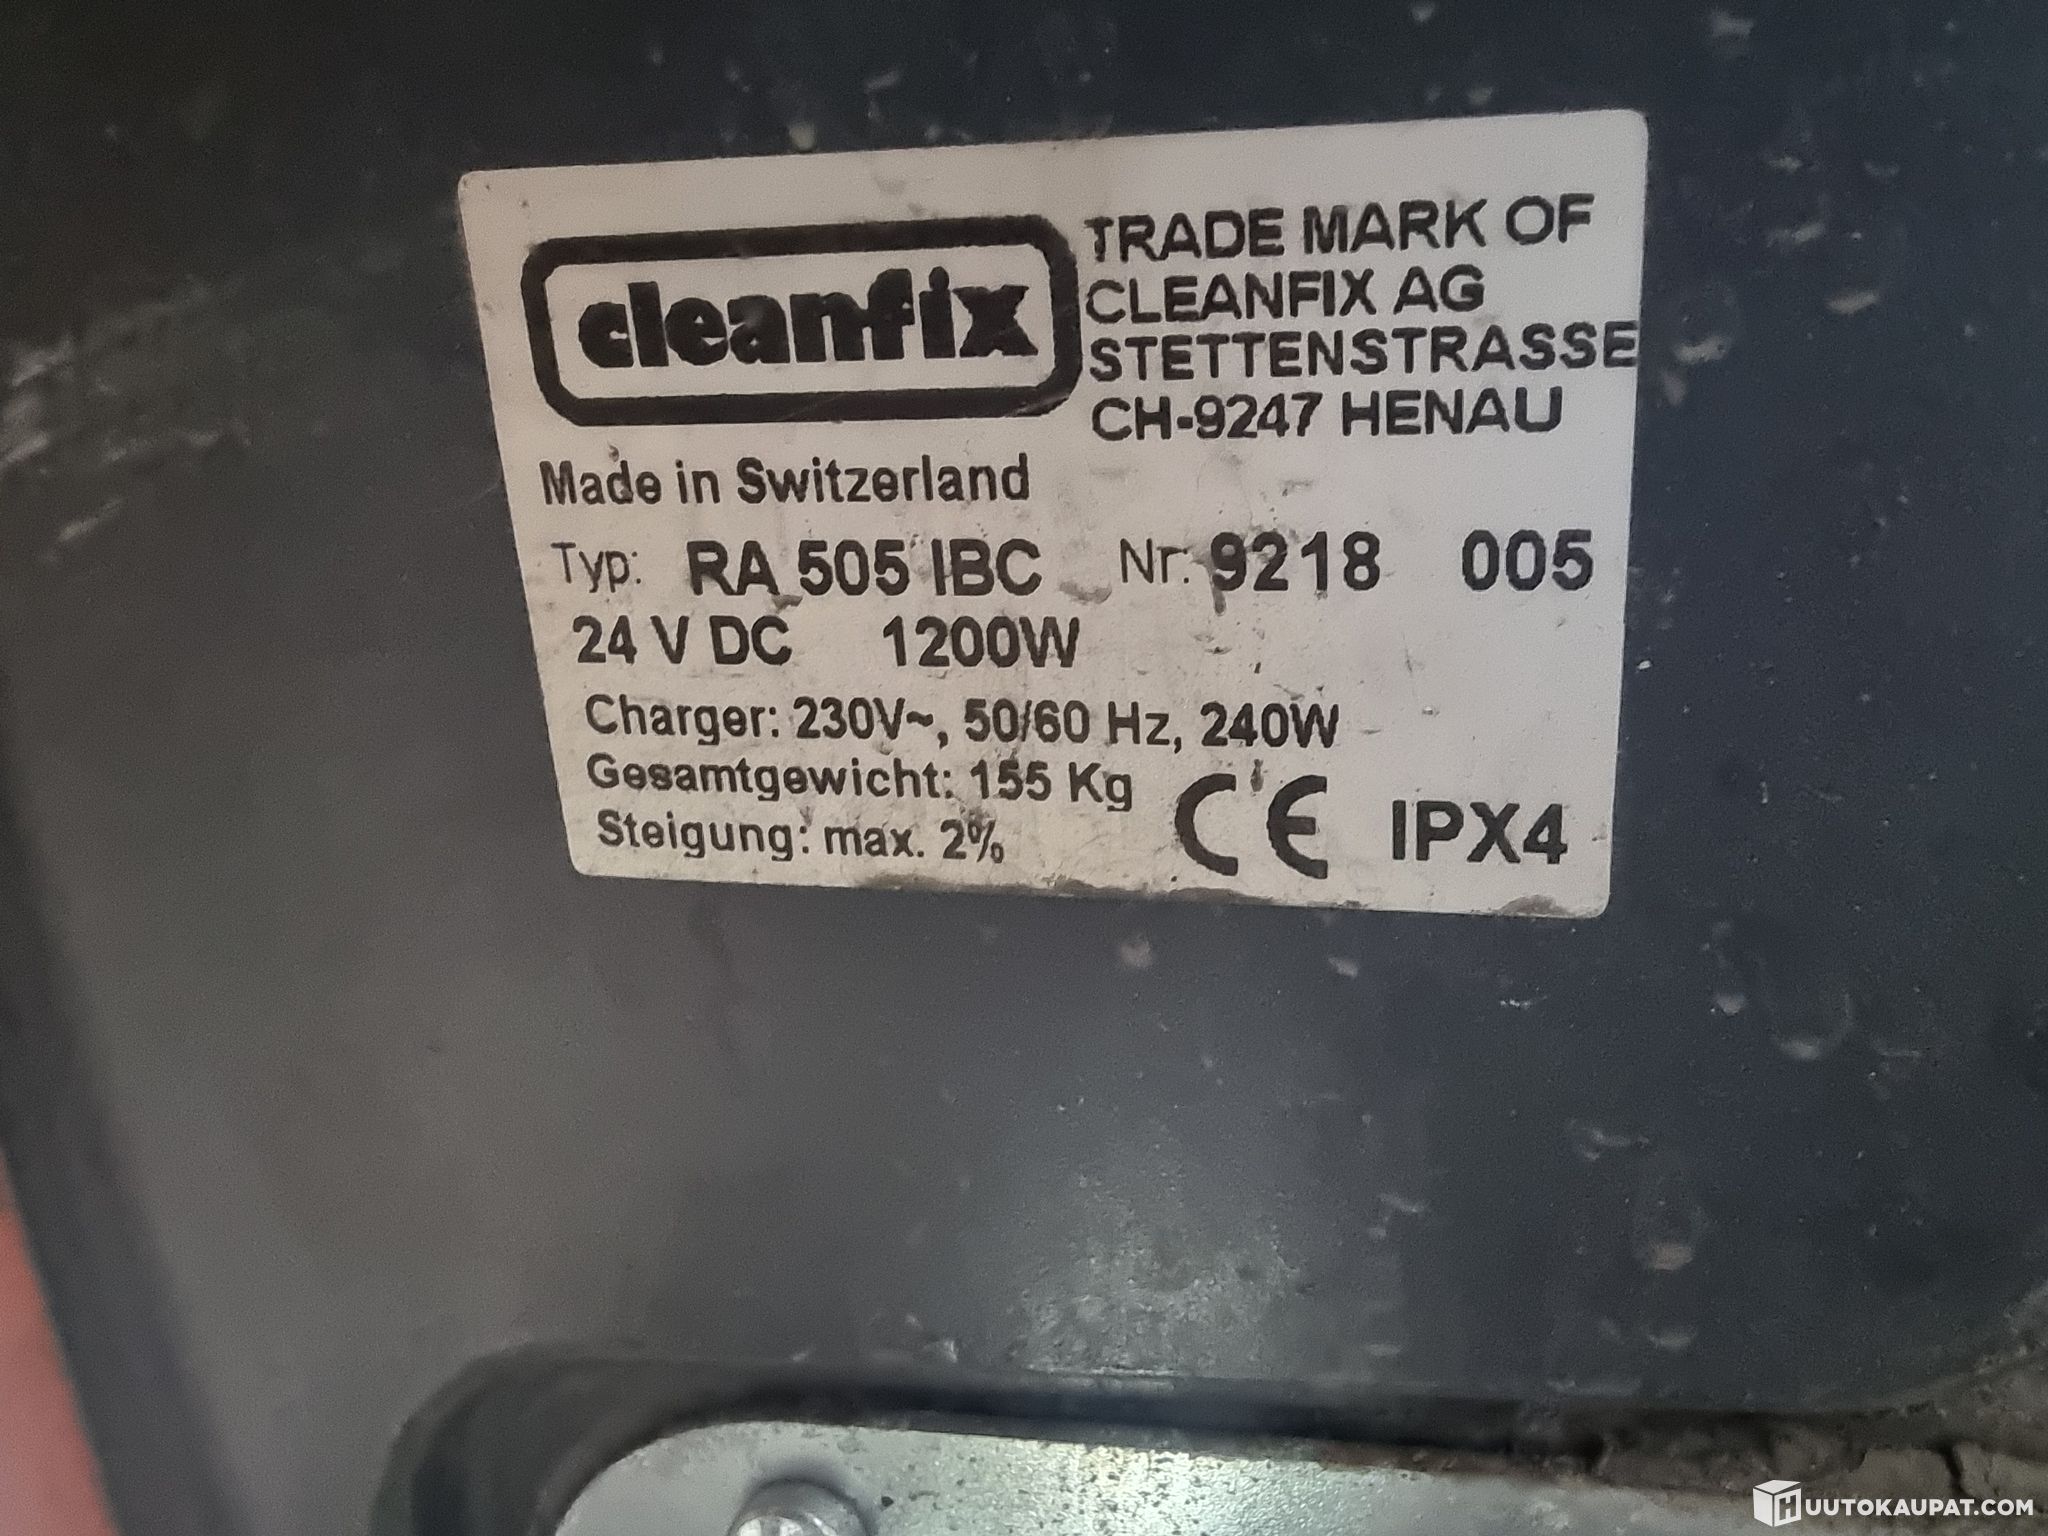 cleanfix
TRADE MARK OF
CLEANFIX AG
STETTENSTRASSE
CH-9247 HENAU
Made in Switzerland
Typ: RA 505 IBC Nr. 9218 005
24 V DC 1200W
Charger: 230V~, 50/60 Hz, 240W
Gesamtgewicht: 155 Kg
Steigung: max. 2%
CE IPX4
HUUTOKAUPAT.COM